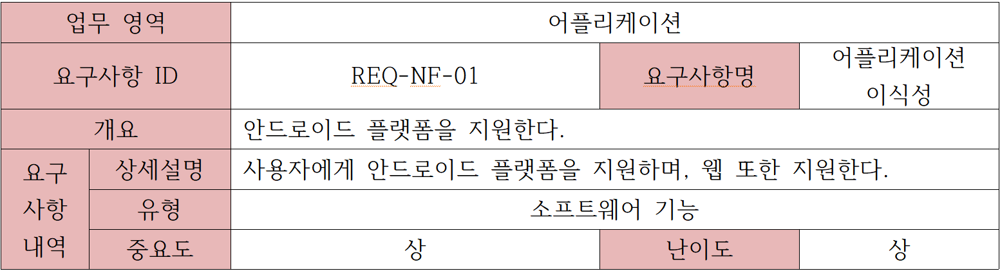 업무 영역
어플리케이션
요구사항 ID
REQ-NF-01
요구사항명
어플리케이션
이식성
개요
안드로이드 플랫폼을 지원한다.
요구
사항
내역
상세설명
사용자에게 안드로이드 플랫폼을 지원하며, 웹 또한 지원한다.
유형
소프트웨어 기능
중요도
상
난이도
상